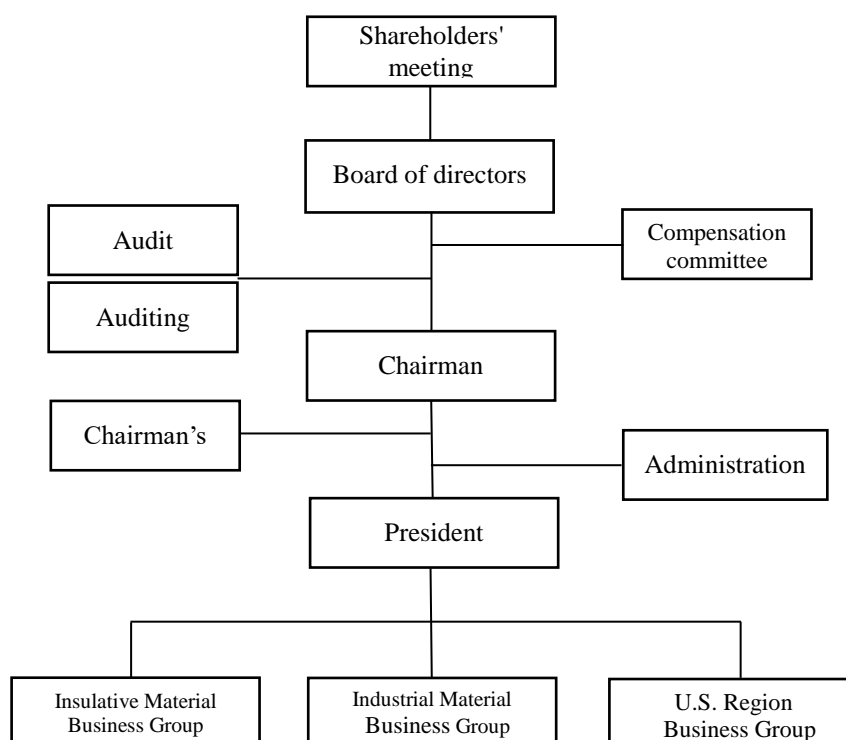 Shareholders'
meeting
Board of directors
Audit
Compensation
committee
Auditing
Chairman
Chairman’s
Administration
President
Insulative Material
Business Group
Industrial Material
Business Group
U.S. Region
Business Group